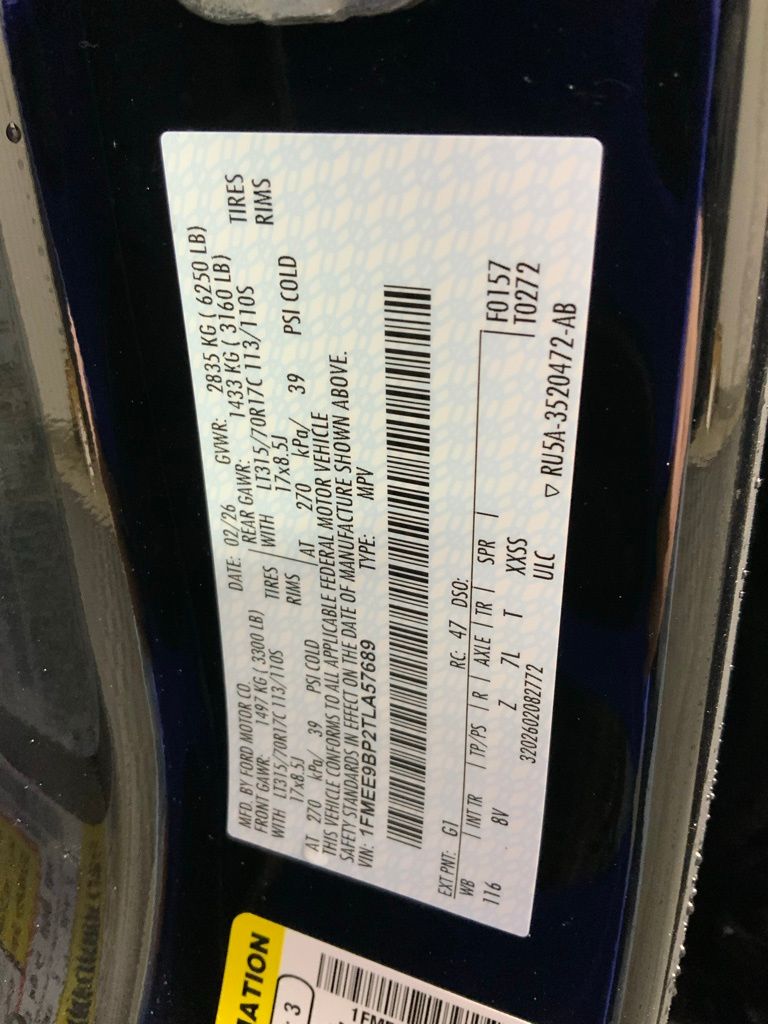 MFD. BY FORD MOTOR CO.
DATE: 02/26 GVWR: 2835 KG ( 6250 LB)
FRONT GAWR: 1497 KG ( 3300 LB)
REAR GAWR: 1433 KG ( 3160 LB)
WITH LT315/70R17C 113/110S TIRES
WITH LT315/70R17C 113/110S TIRES
17x8.5J RIMS
17x8.5J RIMS
AT 270 kPa/ 39 PSI COLD
AT 270 kPa/ 39 PSI COLD
THIS VEHICLE CONFORMS TO ALL APPLICABLE FEDERAL MOTOR VEHICLE
SAFETY STANDARDS IN EFFECT ON THE DATE OF MANUFACTURE SHOWN ABOVE.
VIN: 1FMEE9BP2TLA57689 TYPE: MPV
EXT PNT: G1 RC: 47 DSO:
WB INT TR TP/PS R AXLE TR SPR
116 8V Z 7L T XXSS
F0157
T0272
3202602082772 ULC
RU5A-3520472-AB